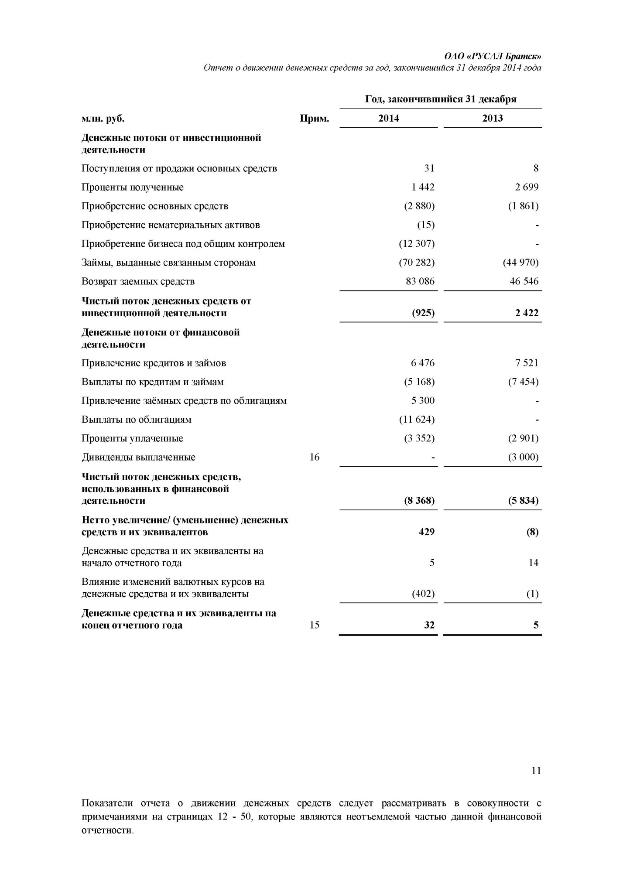 ОАО «РУСАЛ Братск»
Отчет о движении денежных средств за год, закончившийся 31 декабря 2014 года
Год, закончившийся 31 декабря
млн. руб. Прим. 2014 2013
Денежные потоки от инвестиционной
деятельности
Поступления от продажи основных средств 31 8
Проценты полученные 1 442 2 699
Приобретение основных средств (2 880) (1 861)
Приобретение нематериальных активов (15) -
Приобретение бизнеса под общим контролем (12 307) -
Займы, выданные связанным сторонам (70 282) (44 970)
Возврат заемных средств 83 086 46 546
Чистый поток денежных средств от
инвестиционной деятельности (925) 2 422
Денежные потоки от финансовой
деятельности
Привлечение кредитов и займов 6 476 7 521
Выплаты по кредитам и займам (5 168) (7 454)
Привлечение заёмных средств по облигациям 5 300 -
Выплаты по облигациям (11 624) -
Проценты уплаченные (3 352) (2 901)
Дивиденды выплаченные 16 - (3 000)
Чистый поток денежных средств,
использованных в финансовой
деятельности (8 368) (5 834)
Нетто увеличение/ (уменьшение) денежных
средств и их эквивалентов 429 (8)
Денежные средства и их эквиваленты на
начало отчетного года 5 14
Влияние изменений валютных курсов на
денежные средства и их эквиваленты (402) (1)
Денежные средства и их эквиваленты на
конец отчетного года 15 32 5
11
Показатели отчета о движении денежных средств следует рассматривать в совокупности с
примечаниями на страницах 12 - 50, которые являются неотъемлемой частью данной финансовой
отчетности.